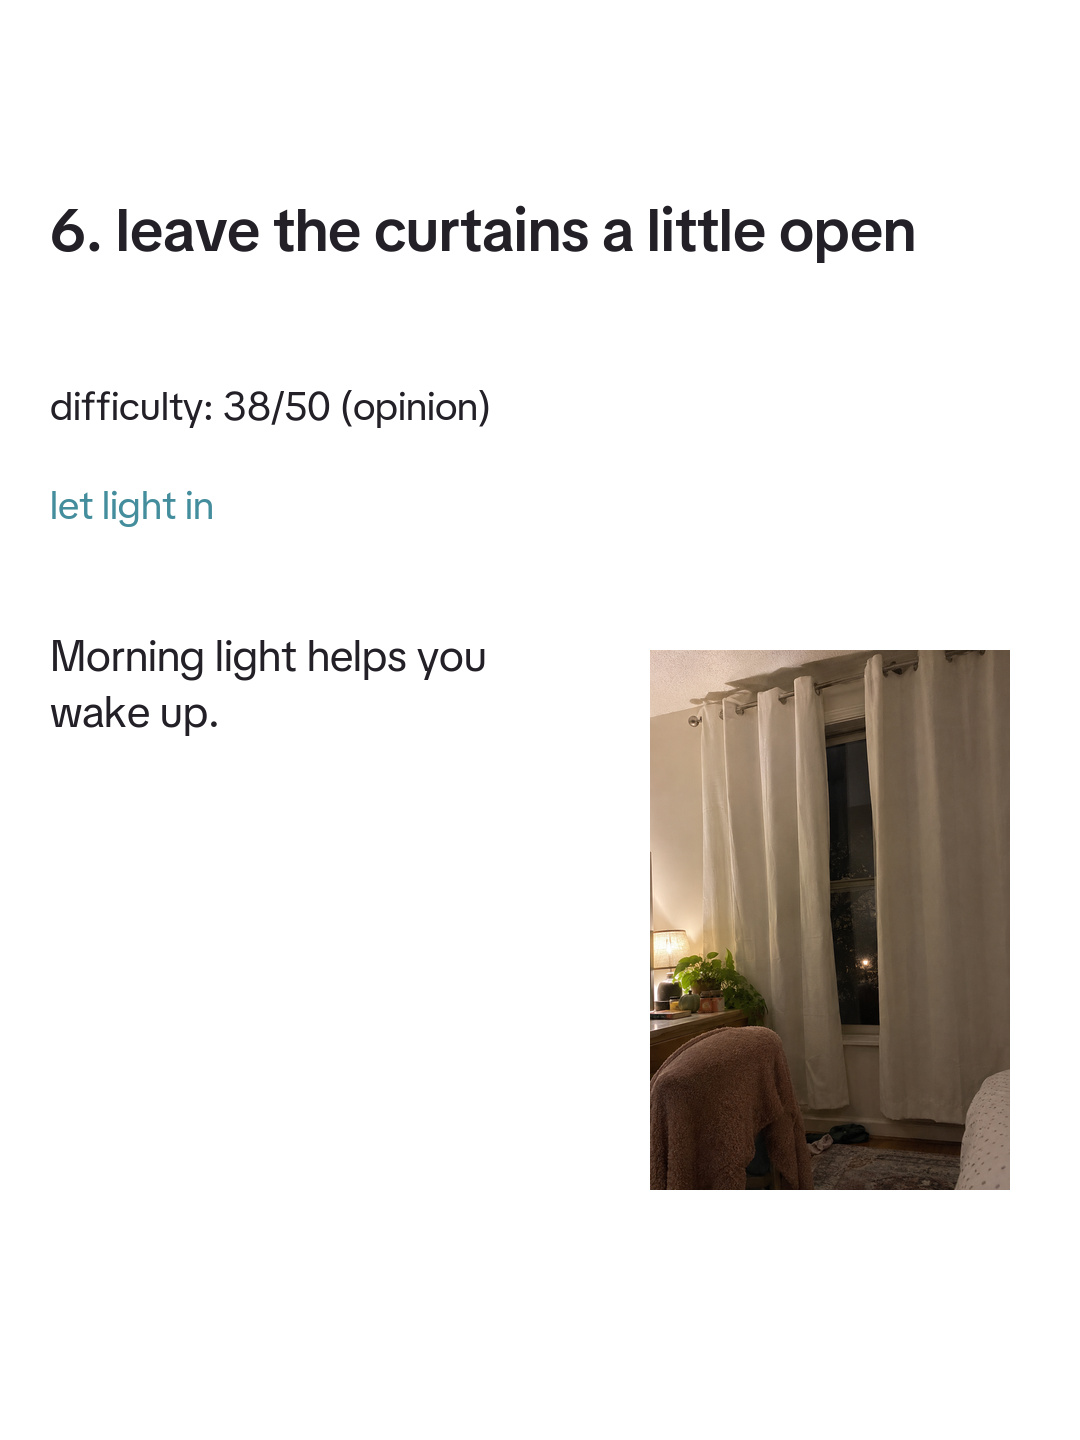 6. leave the curtains a little open
difficulty: 38/50 (opinion)
let light in
Morning light helps you
wake up.